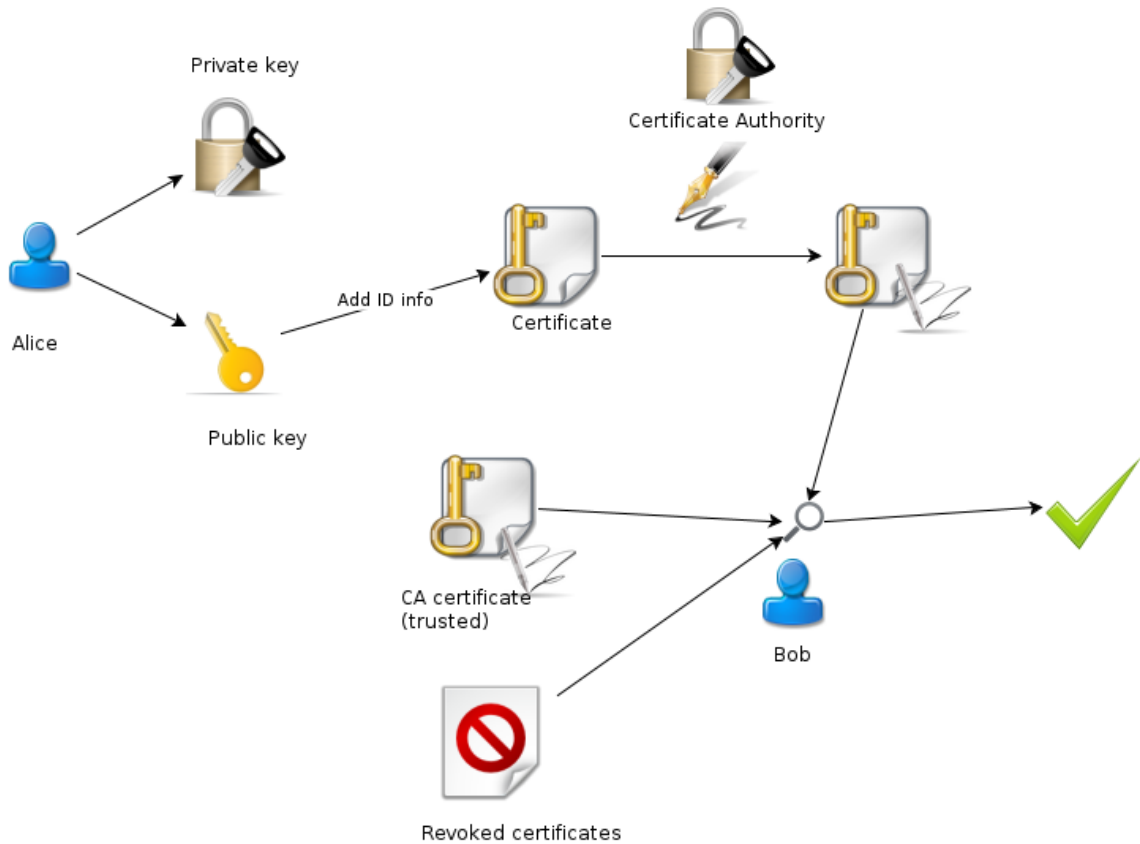 Private key
Certificate Authority
Alice
Add ID info
Certificate
Public key
CA certificate
(trusted)
Bob
Revoked certificates